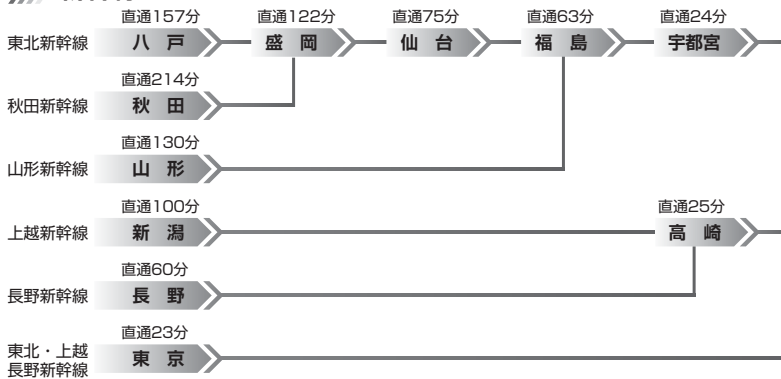 直通157分 直通122分 直通75分 直通63分 直通24分
東北新幹線 八戸 盛岡 仙台 福島 宇都宮
直通214分
秋田新幹線 秋田
直通130分
山形新幹線 山形
直通100分 直通25分
上越新幹線 新潟 高崎
直通60分
長野新幹線 長野
直通23分
東北・上越
長野新幹線 東京